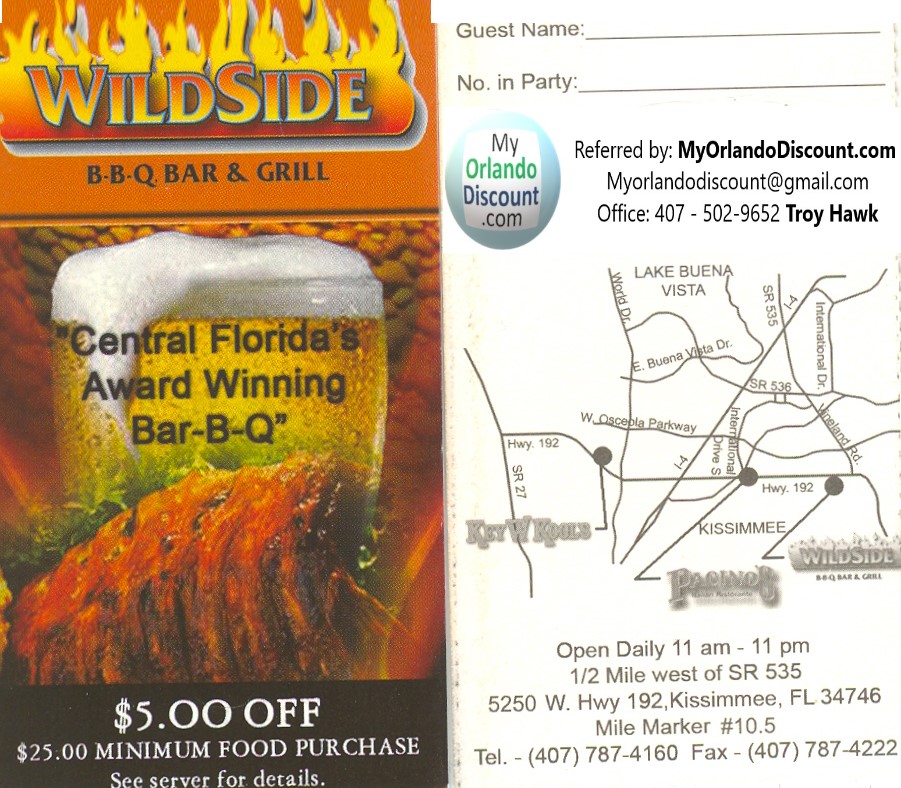 WILDSIDE
B-B-Q BAR & GRILL
"Central Florida's
Award Winning
Bar-B-Q"
$5.00 OFF
$25.00 MINIMUM FOOD PURCHASE
See server for details.
Guest Name:
No. in Party:
My
Orlando
Discount
.com
Referred by: MyOrlandoDiscount.com
Myorlandodiscount@gmail.com
Office: 407 - 502-9652 Troy Hawk
LAKE BUENA
VISTA
World Dr.
SR 535
I-4
International Dr.
E. Buena Vista Dr.
SR 536
W. Osceola Parkway
International
Drive S
Vineland Rd.
Hwy. 192
SR 27
I-4
Hwy. 192
KISSIMMEE
KEY W KOOLS
PACINO'S
Italian Ristorante
WILDSIDE
B-B-Q BAR & GRILL
Open Daily 11 am - 11 pm
1/2 Mile west of SR 535
5250 W. Hwy 192,Kissimmee, FL 34746
Mile Marker #10.5
Tel. - (407) 787-4160 Fax - (407) 787-4222